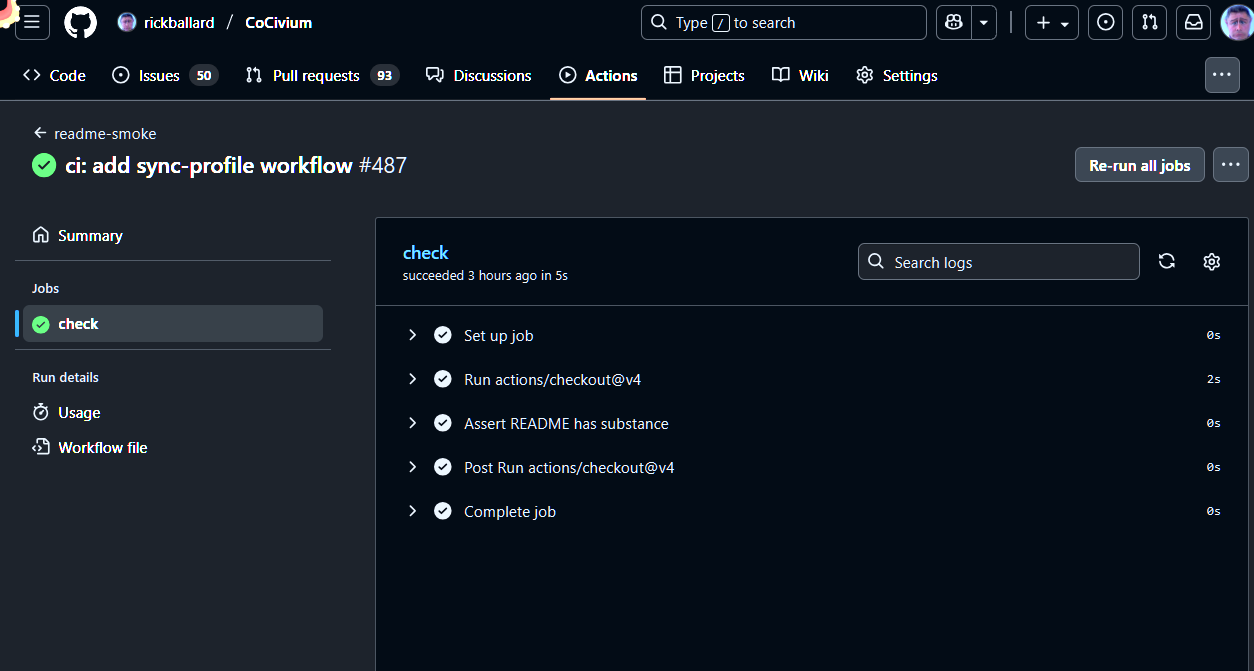 rickballard / CoCivium
Type / to search
Code Issues 50 Pull requests 93 Discussions Actions Projects Wiki Settings
readme-smoke
ci: add sync-profile workflow #487
Re-run all jobs
Summary
Jobs
check
Run details
Usage
Workflow file
check
succeeded 3 hours ago in 5s
Search logs
Set up job 0s
Run actions/checkout@v4 2s
Assert README has substance 0s
Post Run actions/checkout@v4 0s
Complete job 0s